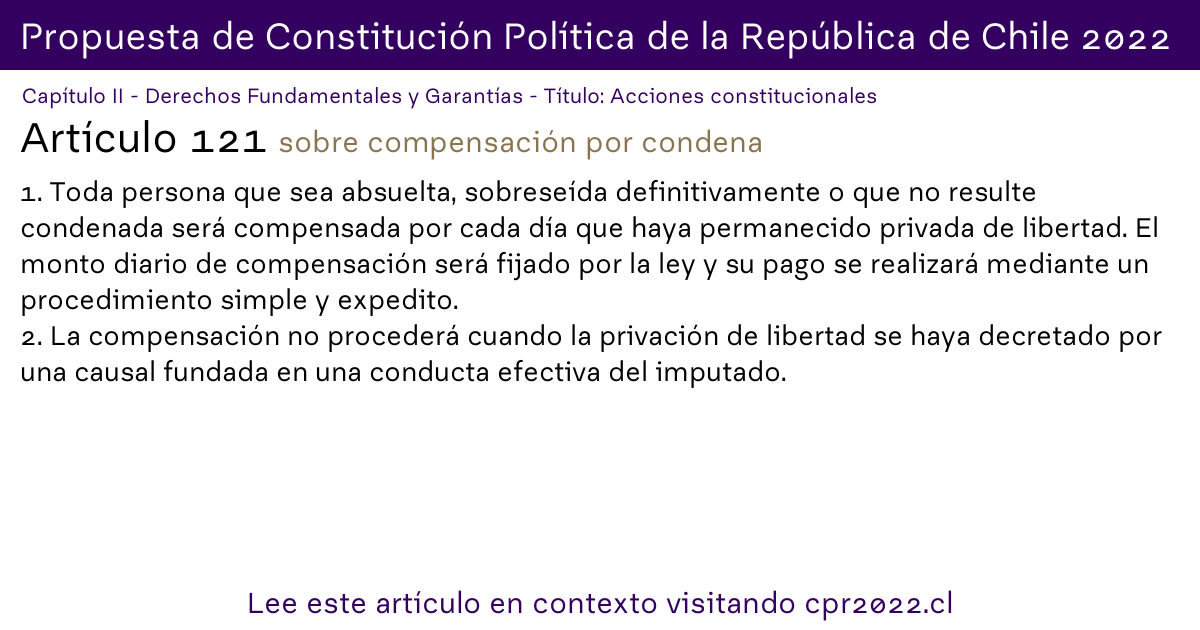 Propuesta de Constitución Política de la República de Chile 2022
Capítulo II - Derechos Fundamentales y Garantías - Título: Acciones constitucionales
Artículo 121 sobre compensación por condena
1. Toda persona que sea absuelta, sobreseída definitivamente o que no resulte
condenada será compensada por cada día que haya permanecido privada de libertad. El
monto diario de compensación será fijado por la ley y su pago se realizará mediante un
procedimiento simple y expedito.
2. La compensación no procederá cuando la privación de libertad se haya decretado por
una causal fundada en una conducta efectiva del imputado.
Lee este artículo en contexto visitando cpr2022.cl